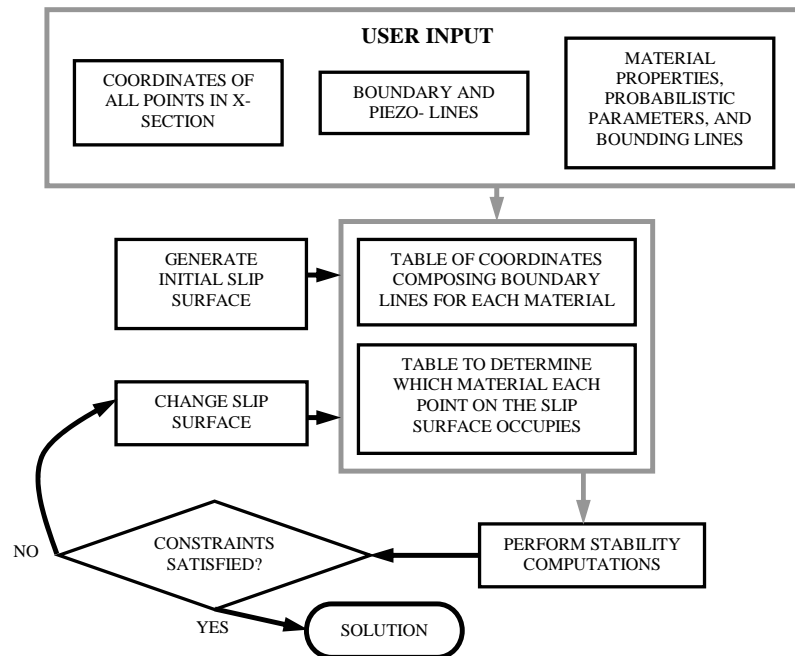 USER INPUT
COORDINATES OF
ALL POINTS IN X-
SECTION
BOUNDARY AND
PIEZO- LINES
MATERIAL
PROPERTIES,
PROBABILISTIC
PARAMETERS, AND
BOUNDING LINES
GENERATE
INITIAL SLIP
SURFACE
TABLE OF COORDINATES
COMPOSING BOUNDARY
LINES FOR EACH MATERIAL
CHANGE SLIP
SURFACE
TABLE TO DETERMINE
WHICH MATERIAL EACH
POINT ON THE SLIP
SURFACE OCCUPIES
NO
CONSTRAINTS
SATISFIED?
PERFORM STABILITY
COMPUTATIONS
YES
SOLUTION